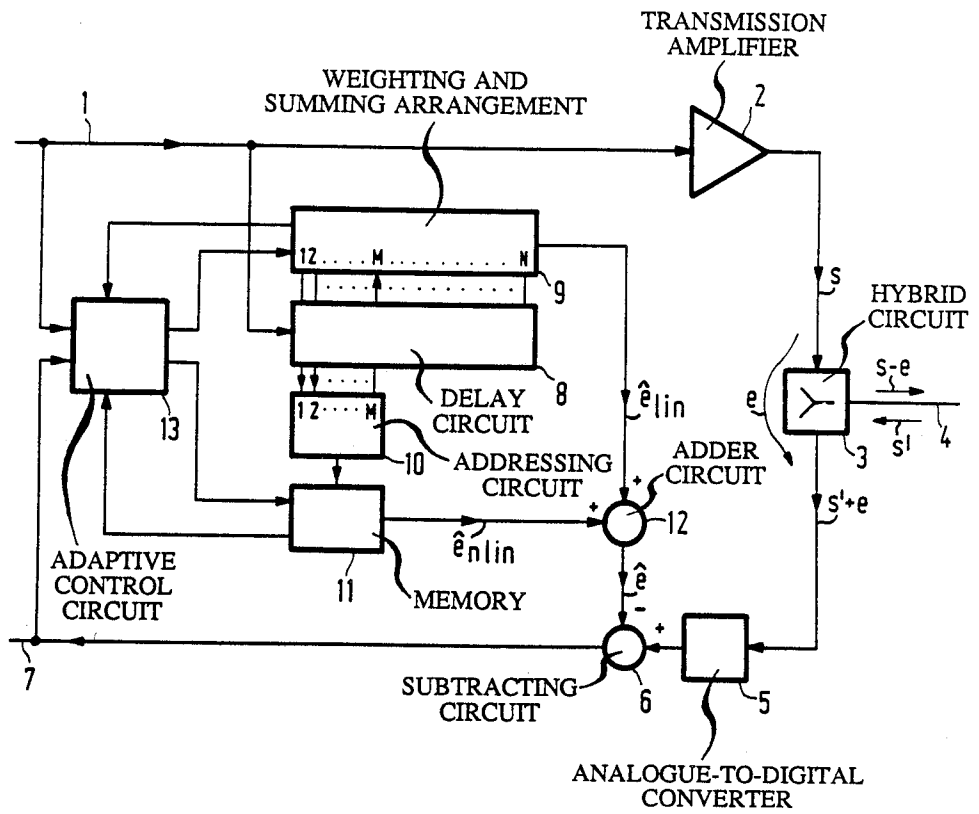 TRANSMISSION
AMPLIFIER
WEIGHTING AND
SUMMING ARRANGEMENT
1
2
12....M.........N
9
s
HYBRID
CIRCUIT
s-e
e
s'
3
4
13
8
DELAY
CIRCUIT
12....M
10
ADDRESSING
CIRCUIT
ê lin
ADDER
CIRCUIT
+
+
12
s'+e
ê nlin
11
MEMORY
ADAPTIVE
CONTROL
CIRCUIT
ê
-
+
7
6
5
SUBTRACTING
CIRCUIT
ANALOGUE-TO-DIGITAL
CONVERTER